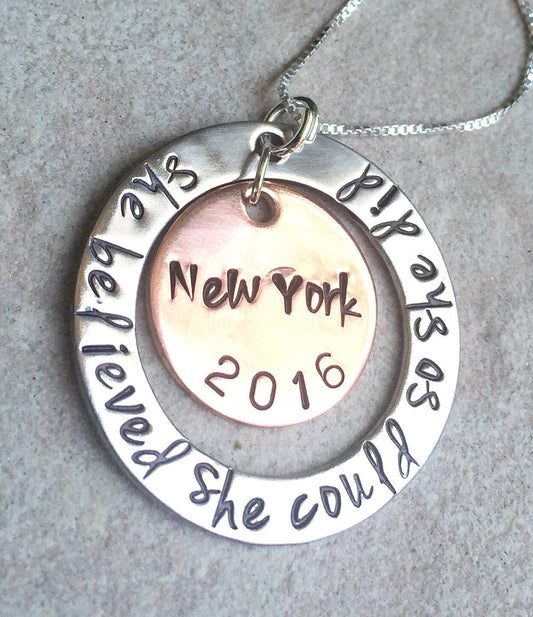 she believed she could so she did
New York
2016